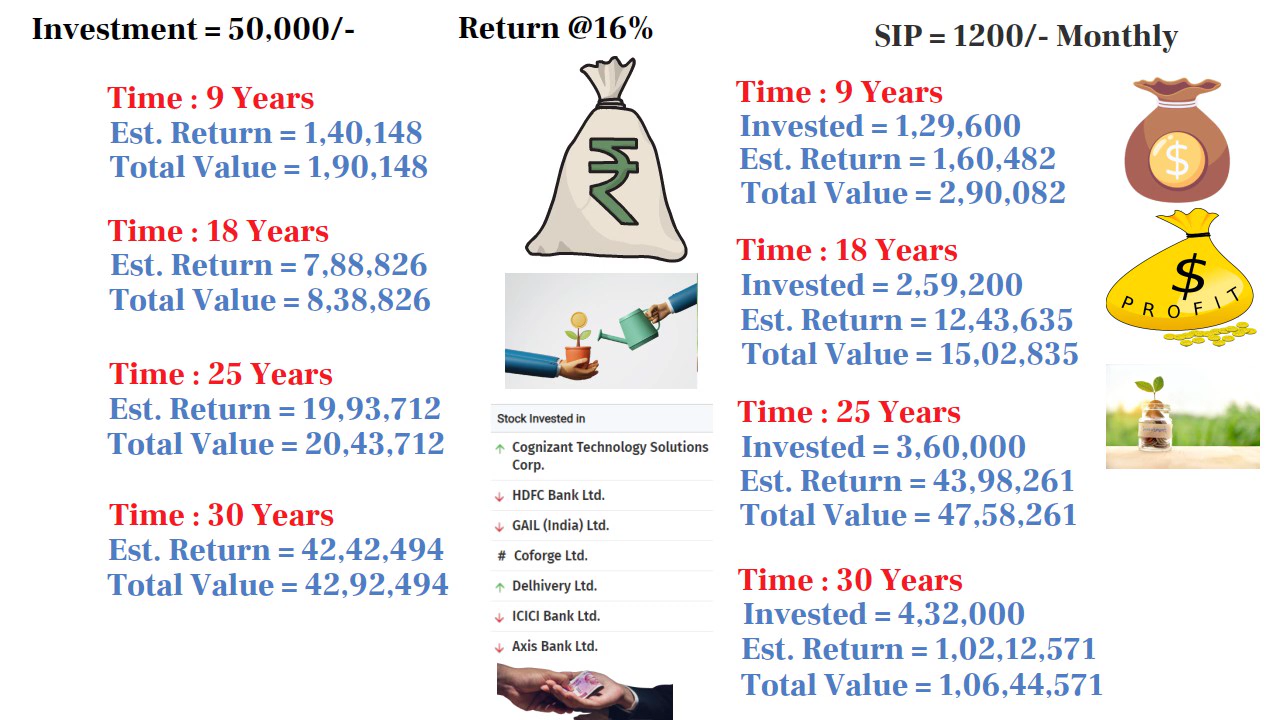 Investment = 50,000/-
Return @16%
SIP = 1200/- Monthly
Time : 9 Years
Est. Return = 1,40,148
Total Value = 1,90,148
Time : 18 Years
Est. Return = 7,88,826
Total Value = 8,38,826
Time : 25 Years
Est. Return = 19,93,712
Total Value = 20,43,712
Time : 30 Years
Est. Return = 42,42,494
Total Value = 42,92,494
₹
Stock Invested in
↑ Cognizant Technology Solutions
Corp.
↓ HDFC Bank Ltd.
↓ GAIL (India) Ltd.
# Coforge Ltd.
↑ Delhivery Ltd.
↓ ICICI Bank Ltd.
↓ Axis Bank Ltd.
Time : 9 Years
Invested = 1,29,600
Est. Return = 1,60,482
Total Value = 2,90,082
Time : 18 Years
Invested = 2,59,200
Est. Return = 12,43,635
Total Value = 15,02,835
Time : 25 Years
Invested = 3,60,000
Est. Return = 43,98,261
Total Value = 47,58,261
Time : 30 Years
Invested = 4,32,000
Est. Return = 1,02,12,571
Total Value = 1,06,44,571
$
$
PROFIT